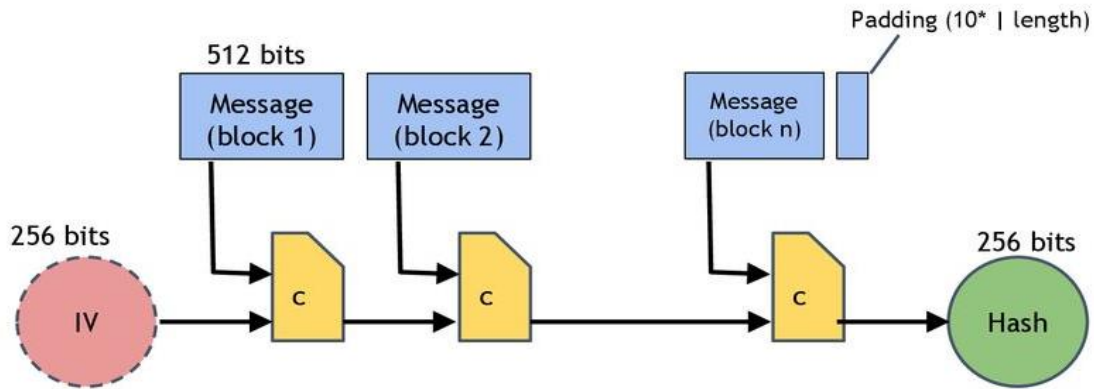 Padding (10* | length)
512 bits
Message
(block 1)
Message
(block 2)
Message
(block n)
256 bits
256 bits
IV
C
C
C
Hash